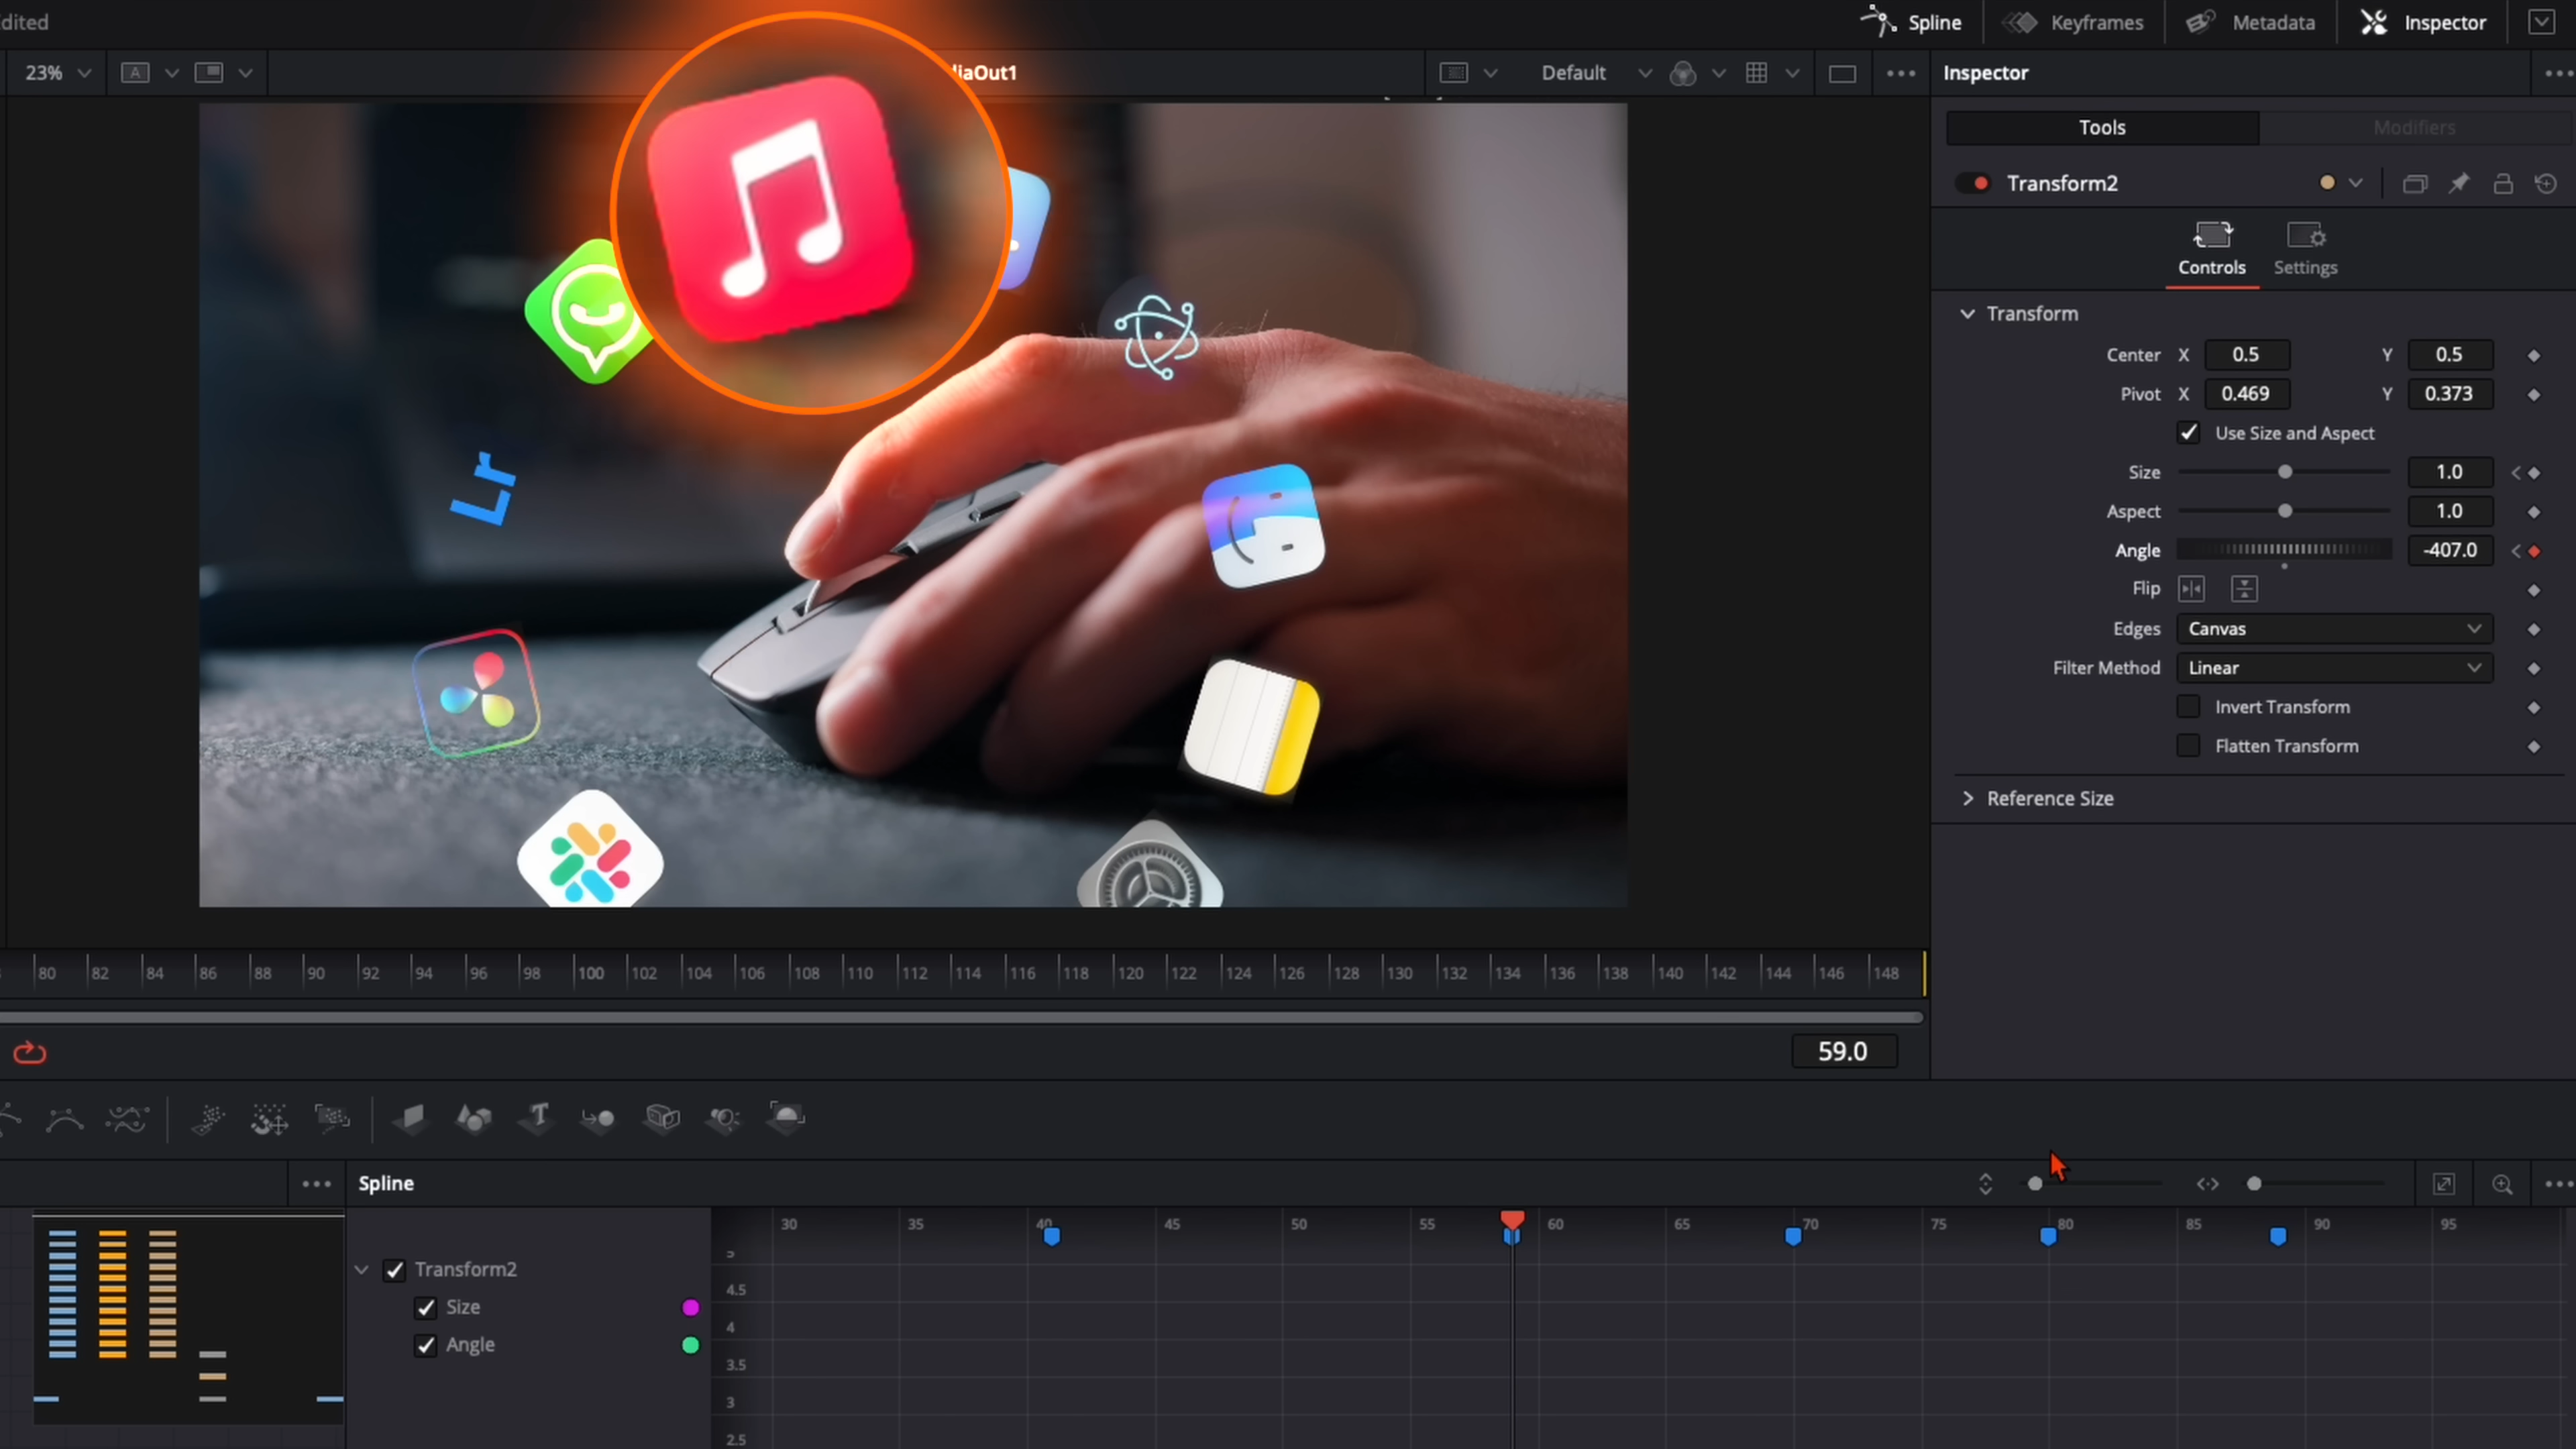 Edited
Spline
Keyframes
Metadata
Inspector
23%
A
diaOut1
Default
Inspector
Tools
Modifiers
Transform2
Controls
Settings
Transform
Center X 0.5 Y 0.5
Pivot X 0.469 Y 0.373
Use Size and Aspect
Size 1.0
Aspect 1.0
Angle -407.0
Flip
Edges Canvas
Filter Method Linear
Invert Transform
Flatten Transform
Reference Size
Lr
80 82 84 86 88 90 92 94 96 98 100 102 104 106 108 110 112 114 116 118 120 122 124 126 128 130 132 134 136 138 140 142 144 146 148
59.0
T
Spline
30 35 40 45 50 55 60 65 70 75 80 85 90 95
Transform2
Size
Angle
5
4.5
4
3.5
3
2.5